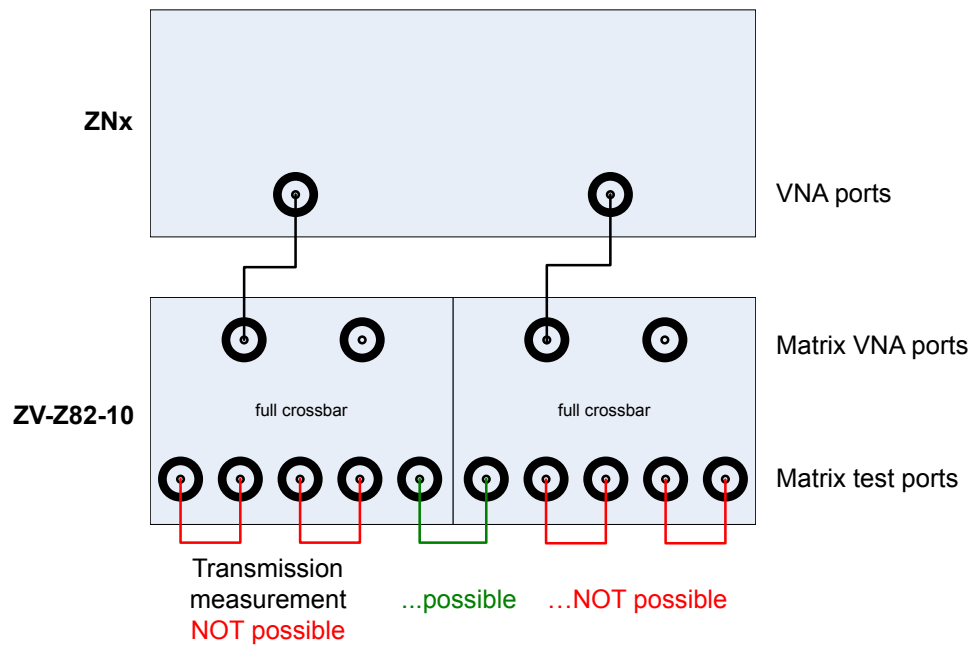 ZNx
VNA ports
Matrix VNA ports
full crossbar
full crossbar
ZV-Z82-10
Matrix test ports
Transmission
measurement
NOT possible
...possible
…NOT possible